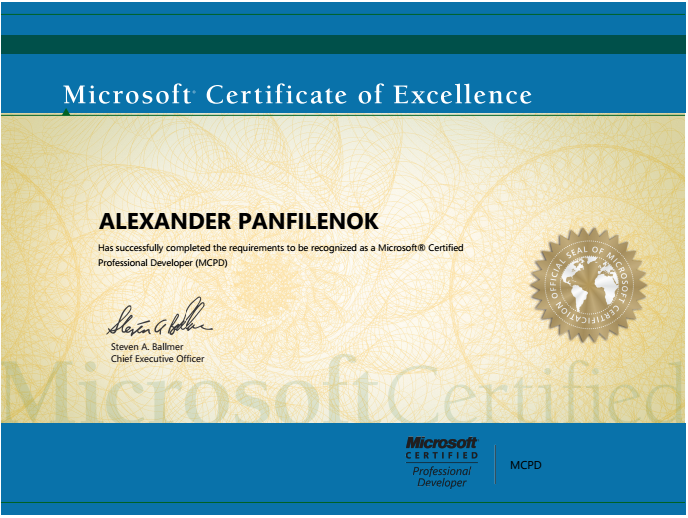 Microsoft® Certificate of Excellence
ALEXANDER PANFILENOK
Has successfully completed the requirements to be recognized as a Microsoft® Certified
Professional Developer (MCPD)
OFFICIAL SEAL OF MICROSOFT CERTIFICATION
Steven A. Ballmer
Steven A. Ballmer
Chief Executive Officer
MicrosoftCertified
Microsoft
CERTIFIED
Professional
Developer
MCPD